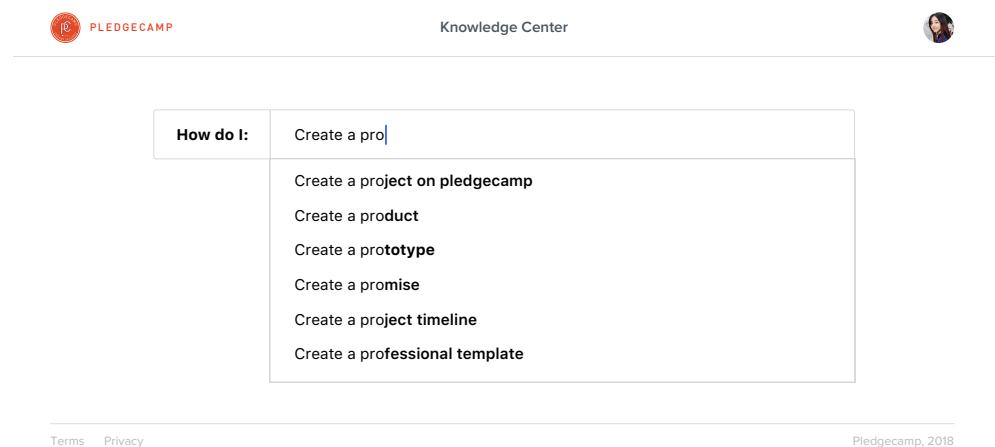 PLEDGECAMP
Knowledge Center
How do I: Create a pro
Create a project on pledgecamp
Create a product
Create a prototype
Create a promise
Create a project timeline
Create a professional template
Terms Privacy Pledgecamp, 2018